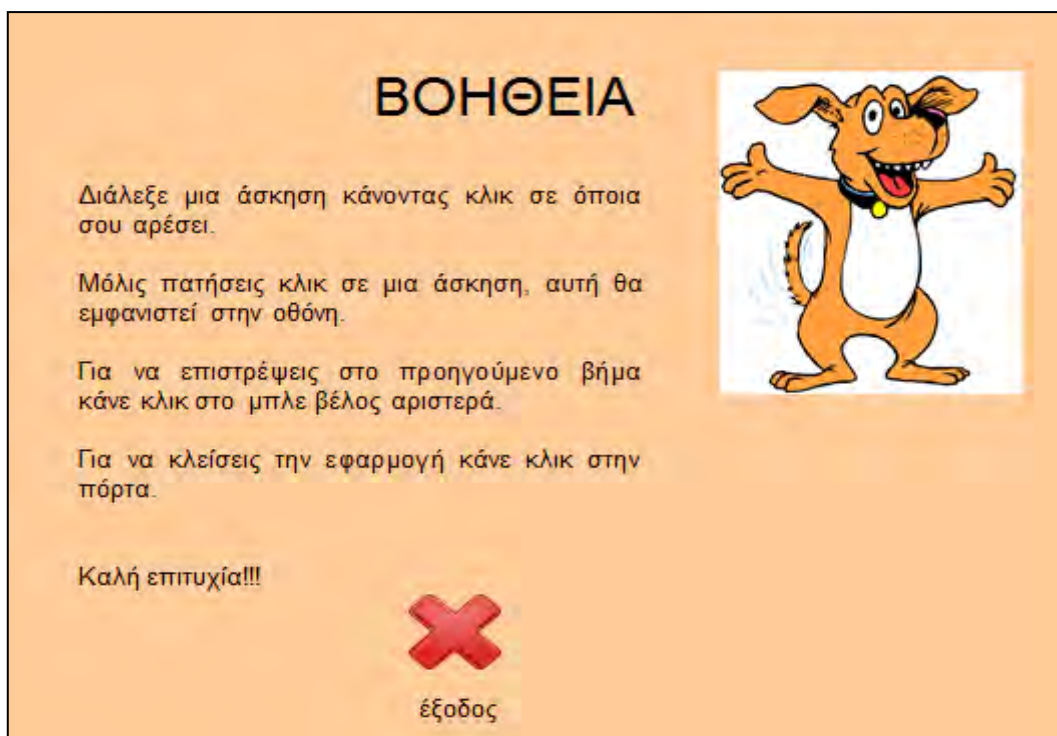 ΒΟΗΘΕΙΑ
Διάλεξε μια άσκηση κάνοντας κλικ σε όποια
σου αρέσει.
Μόλις πατήσεις κλικ σε μια άσκηση, αυτή θα
εμφανιστεί στην οθόνη.
Για να επιστρέψεις στο προηγούμενο βήμα
κάνε κλικ στο μπλε βέλος αριστερά.
Για να κλείσεις την εφαρμογή κάνε κλικ στην
πόρτα.
Καλή επιτυχία!!!
έξοδος